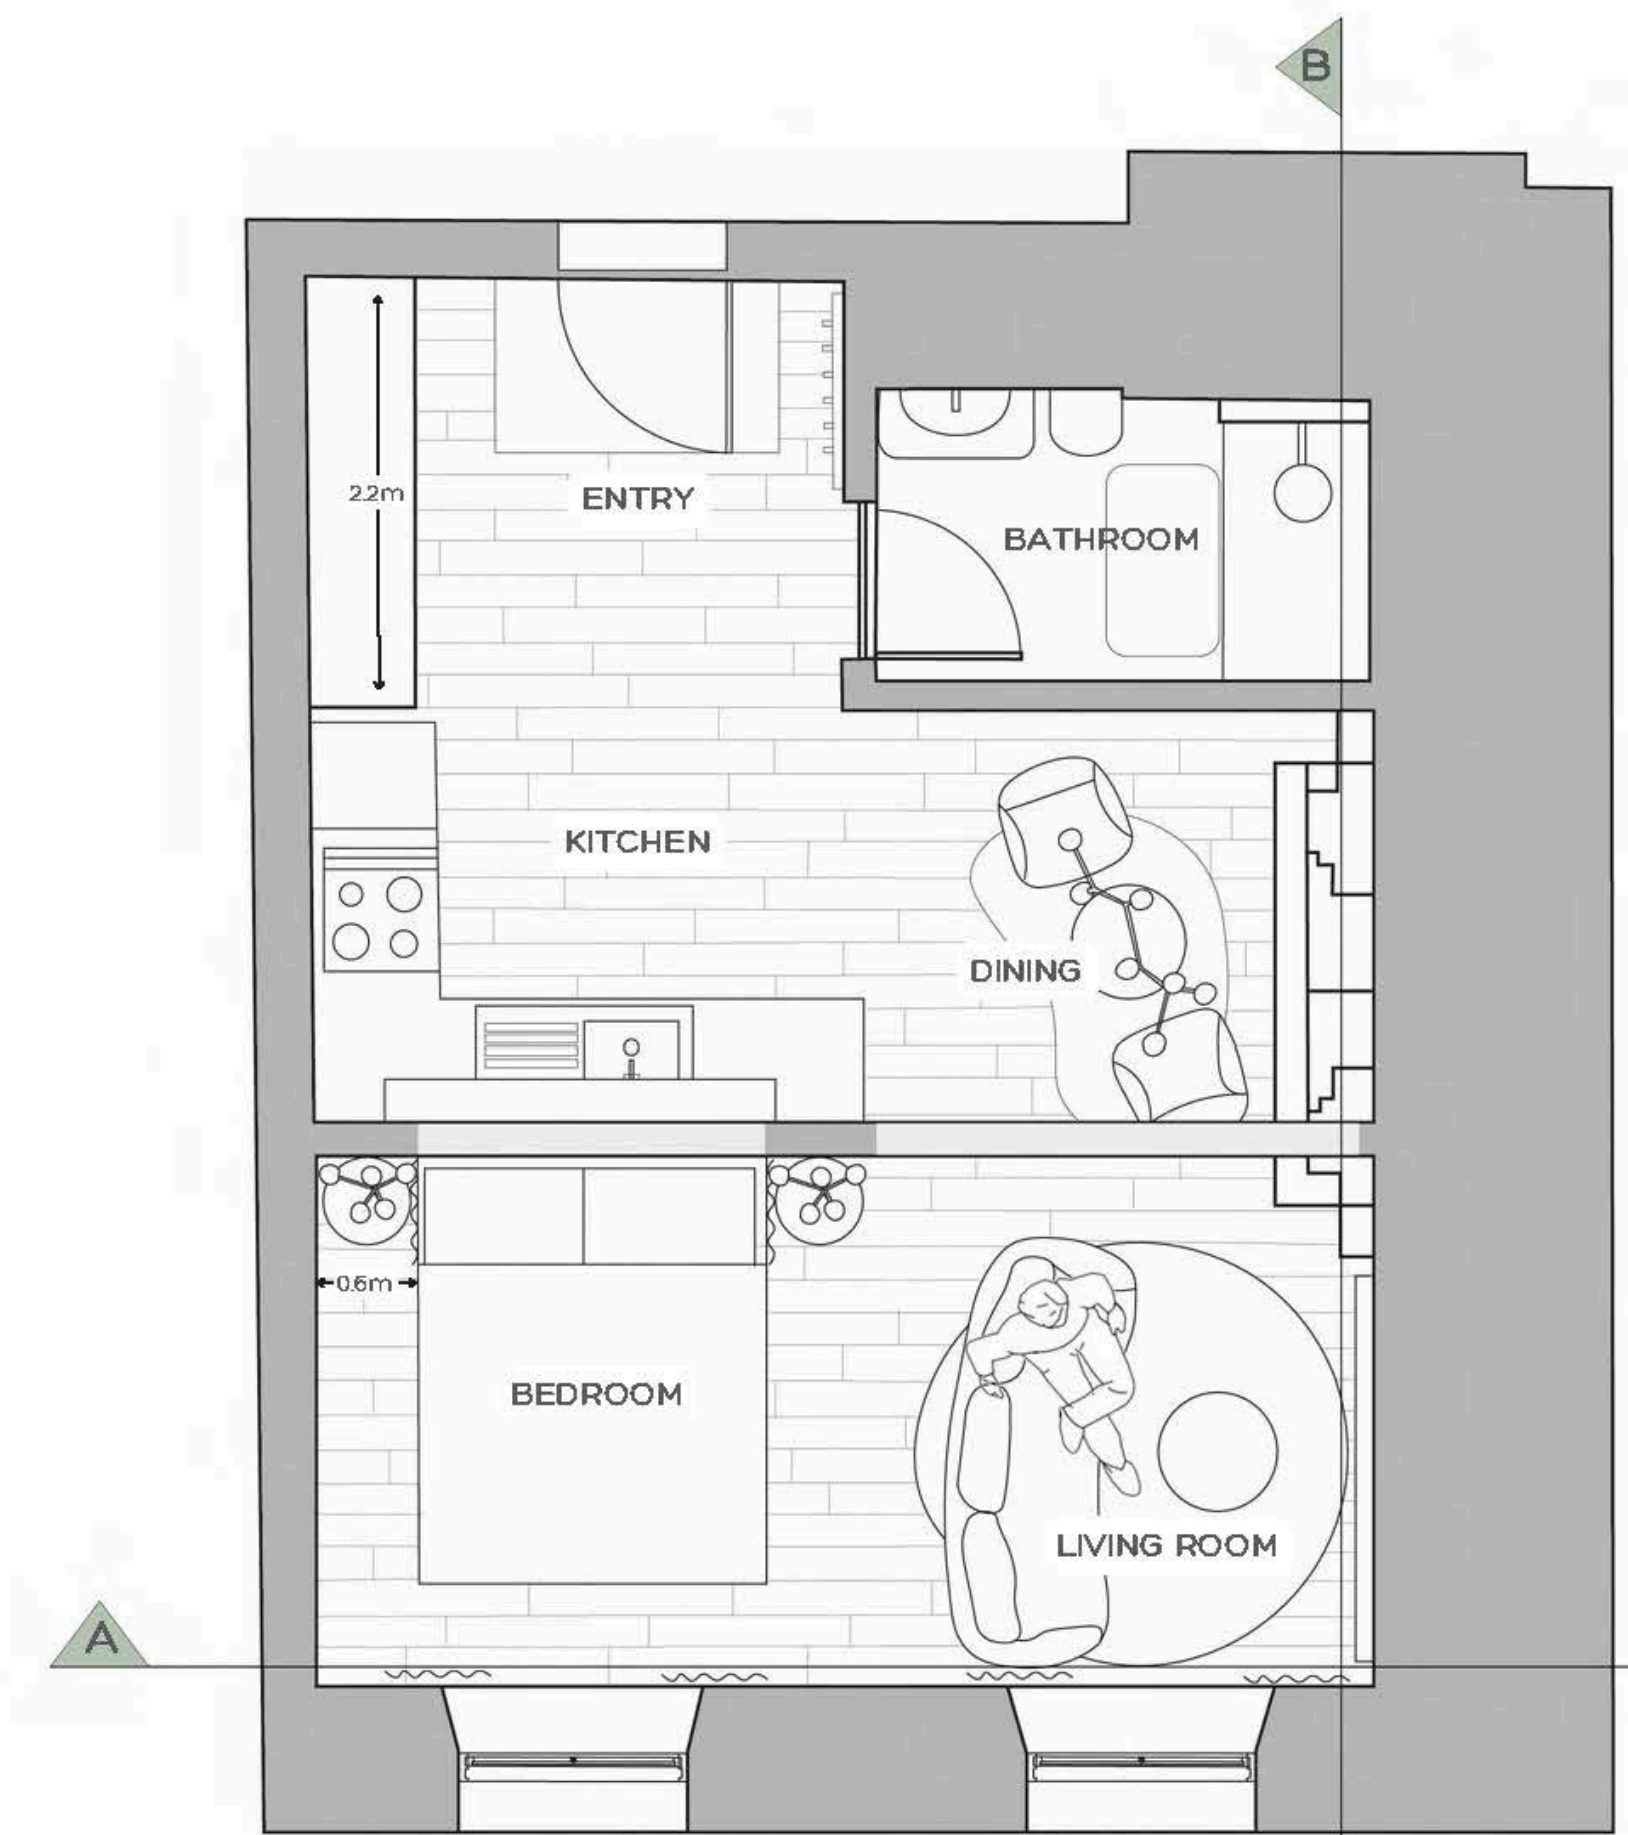 B
2.2m
ENTRY
BATHROOM
KITCHEN
DINING
0.6m
BEDROOM
LIVING ROOM
A